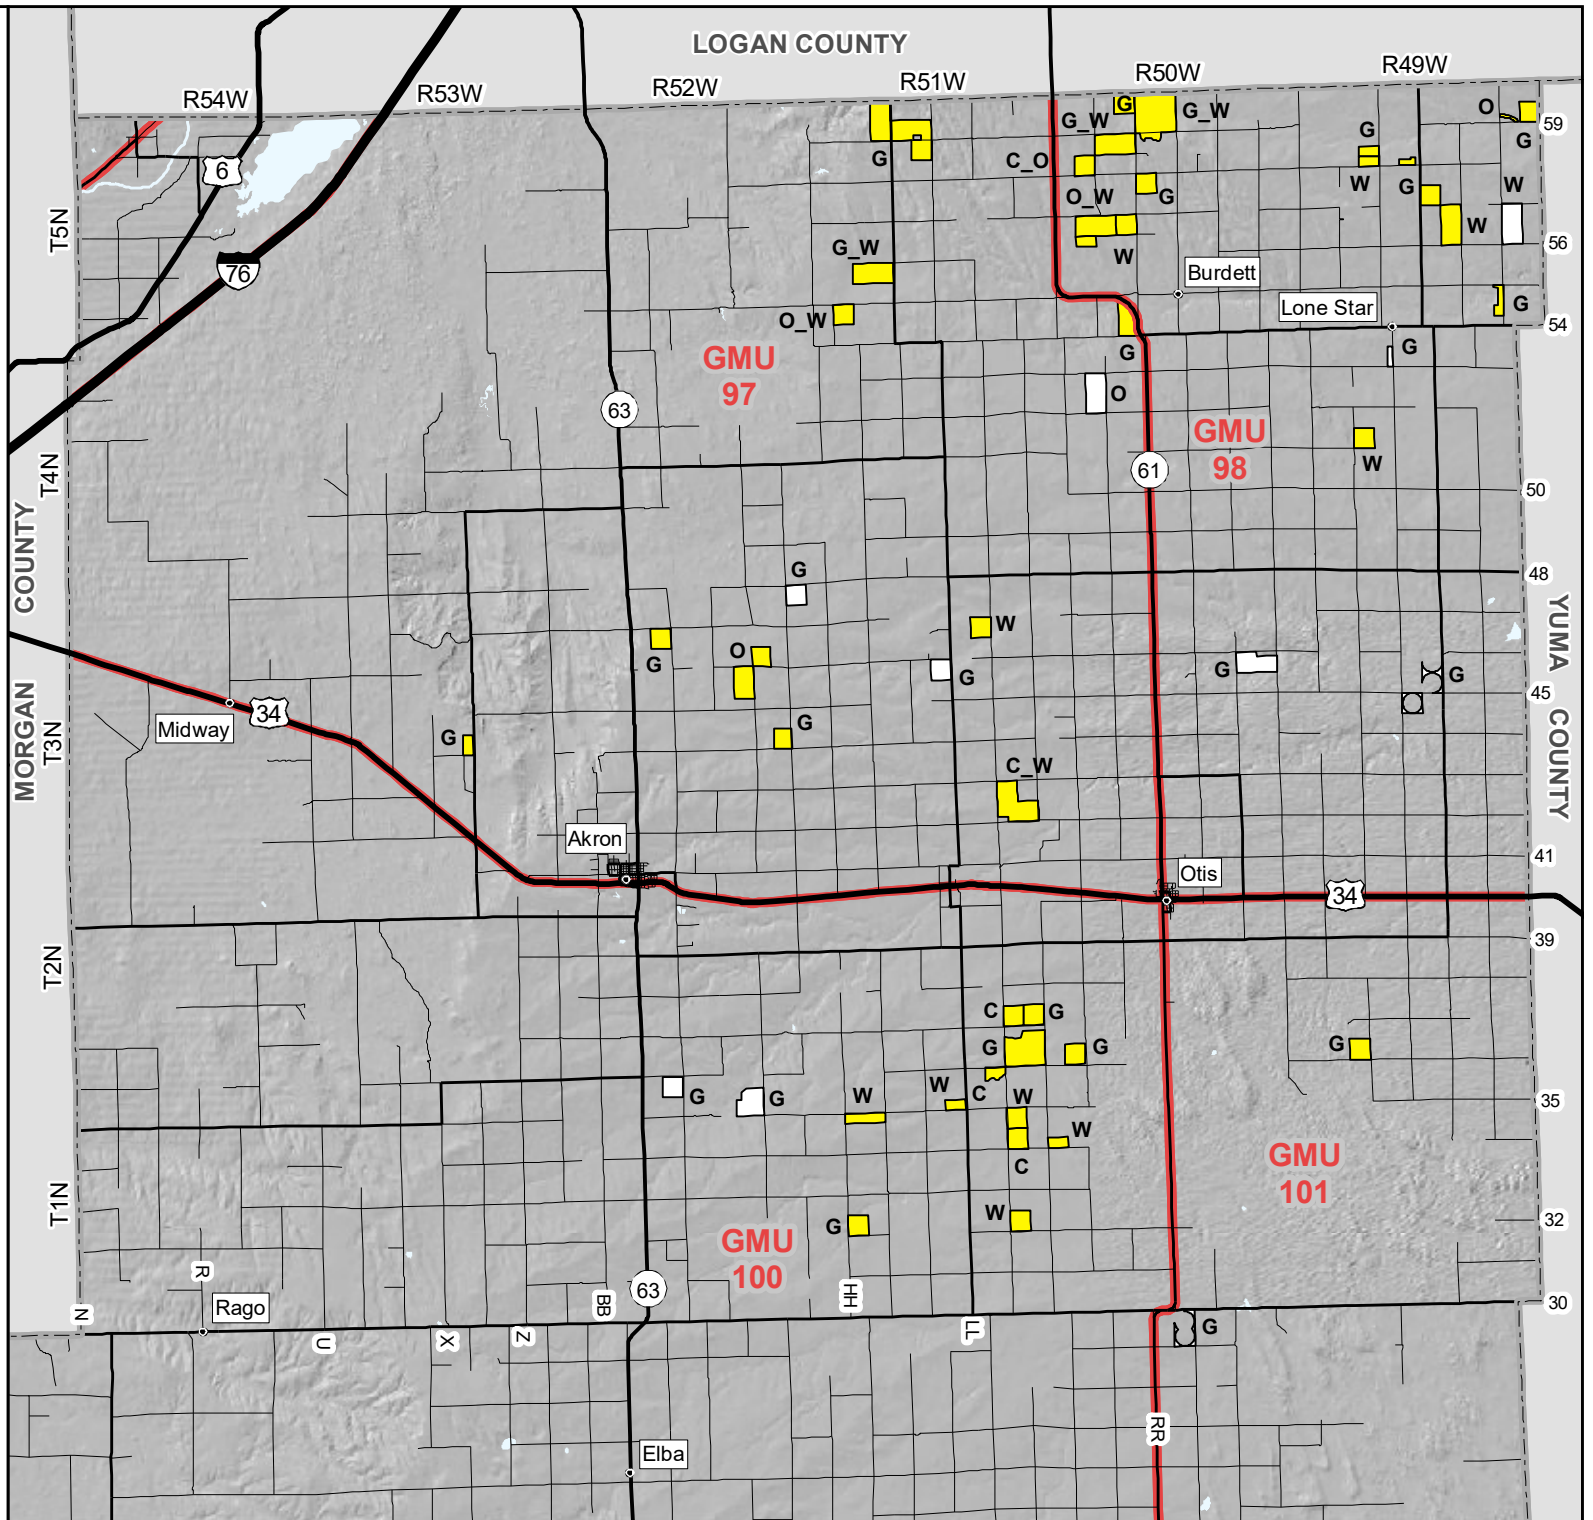 LOGAN COUNTY
R54W
R53W
R52W
R51W
R50W
R49W
G
G_W
G_W
O
59
G
G
G
C_O
6
W
G
W
O_W
G
T5N
W
G_W
W
56
76
Burdett
Lone Star
G
O_W
54
GMU
97
G
G
O
63
GMU
98
W
61
T4N
50
G
48
COUNTY
YUMA
W
O
G
G
G
G
45
MORGAN
34
Midway
T3N
G
G
COUNTY
C_W
Akron
41
Otis
34
39
T2N
C
G
G
G
G
G
G
W
W
C
W
35
W
C
GMU
101
T1N
W
G
32
GMU
100
R
63
HH
BB
N
Rago
30
U
X
Z
LL
G
RR
Elba